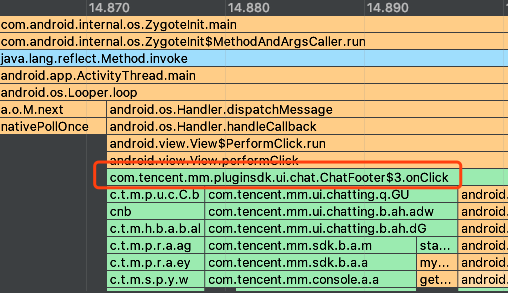 14.870 14.880 14.890
com.android.internal.os.ZygoteInit.main
com.android.internal.os.ZygoteInit$MethodAndArgsCaller.run
java.lang.reflect.Method.invoke
android.app.ActivityThread.main
android.os.Looper.loop
a.o.M.next android.os.Handler.dispatchMessage
nativePollOnce android.os.Handler.handleCallback
android.view.View$PerformClick.run
android.view.View.performClick
com.tencent.mm.pluginsdk.ui.chat.ChatFooter$3.onClick
c.t.m.p.u.c.C.b com.tencent.mm.ui.chatting.q.GU android.
cnb com.tencent.mm.ui.chatting.b.ah.adw android.
c.t.m.h.b.a.b.al com.tencent.mm.ui.chatting.b.ah.dG android.
c.t.m.p.r.a.ag com.tencent.mm.sdk.b.a.m sta... android.
c.t.m.p.r.a.ey com.tencent.mm.sdk.b.a.a my... android.
c.t.m.s.p.y.w com.tencent.mm.console.a.a get... android.